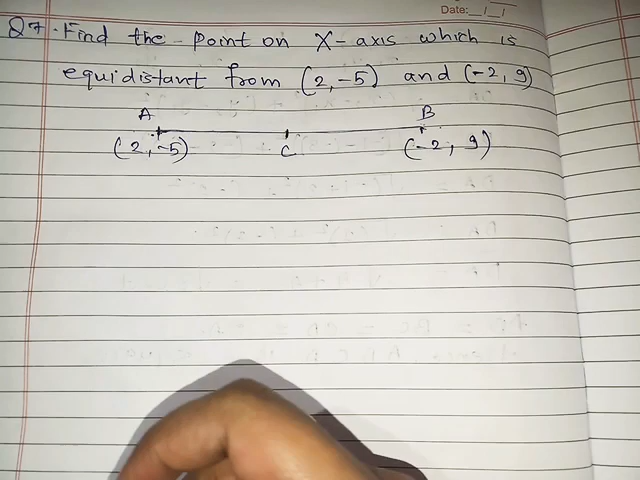 Date:
Q7. Find the point on X-axis which is
equidistant from (2, -5) and (-2, 9)
A B
(2, -5) C (-2, 9)